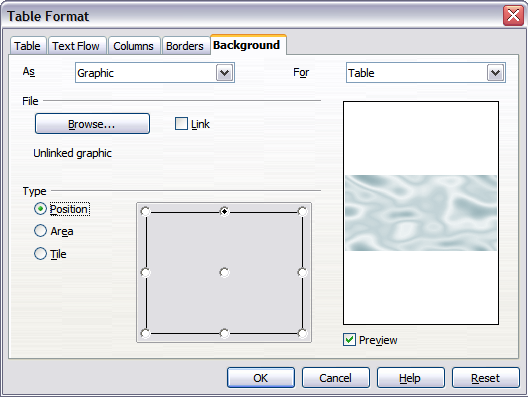 Table Format
Table Text Flow Columns Borders Background
As Graphic For Table
File
Browse... Link
Unlinked graphic
Type
Position
Area
Tile
Preview
OK Cancel Help Reset